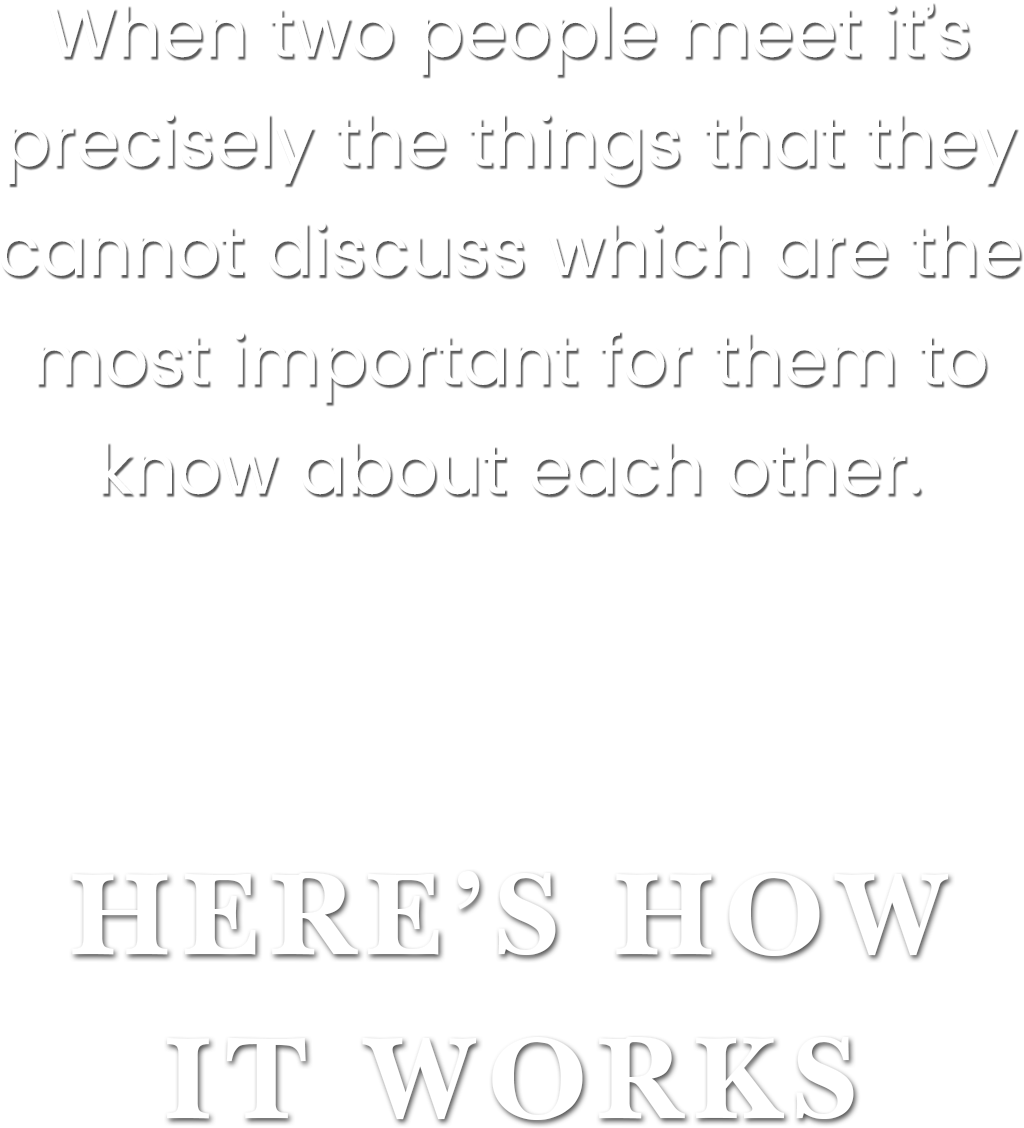 When two people meet it’s
precisely the things that they
cannot discuss which are the
most important for them to
know about each other.
HERE’S HOW
IT WORKS